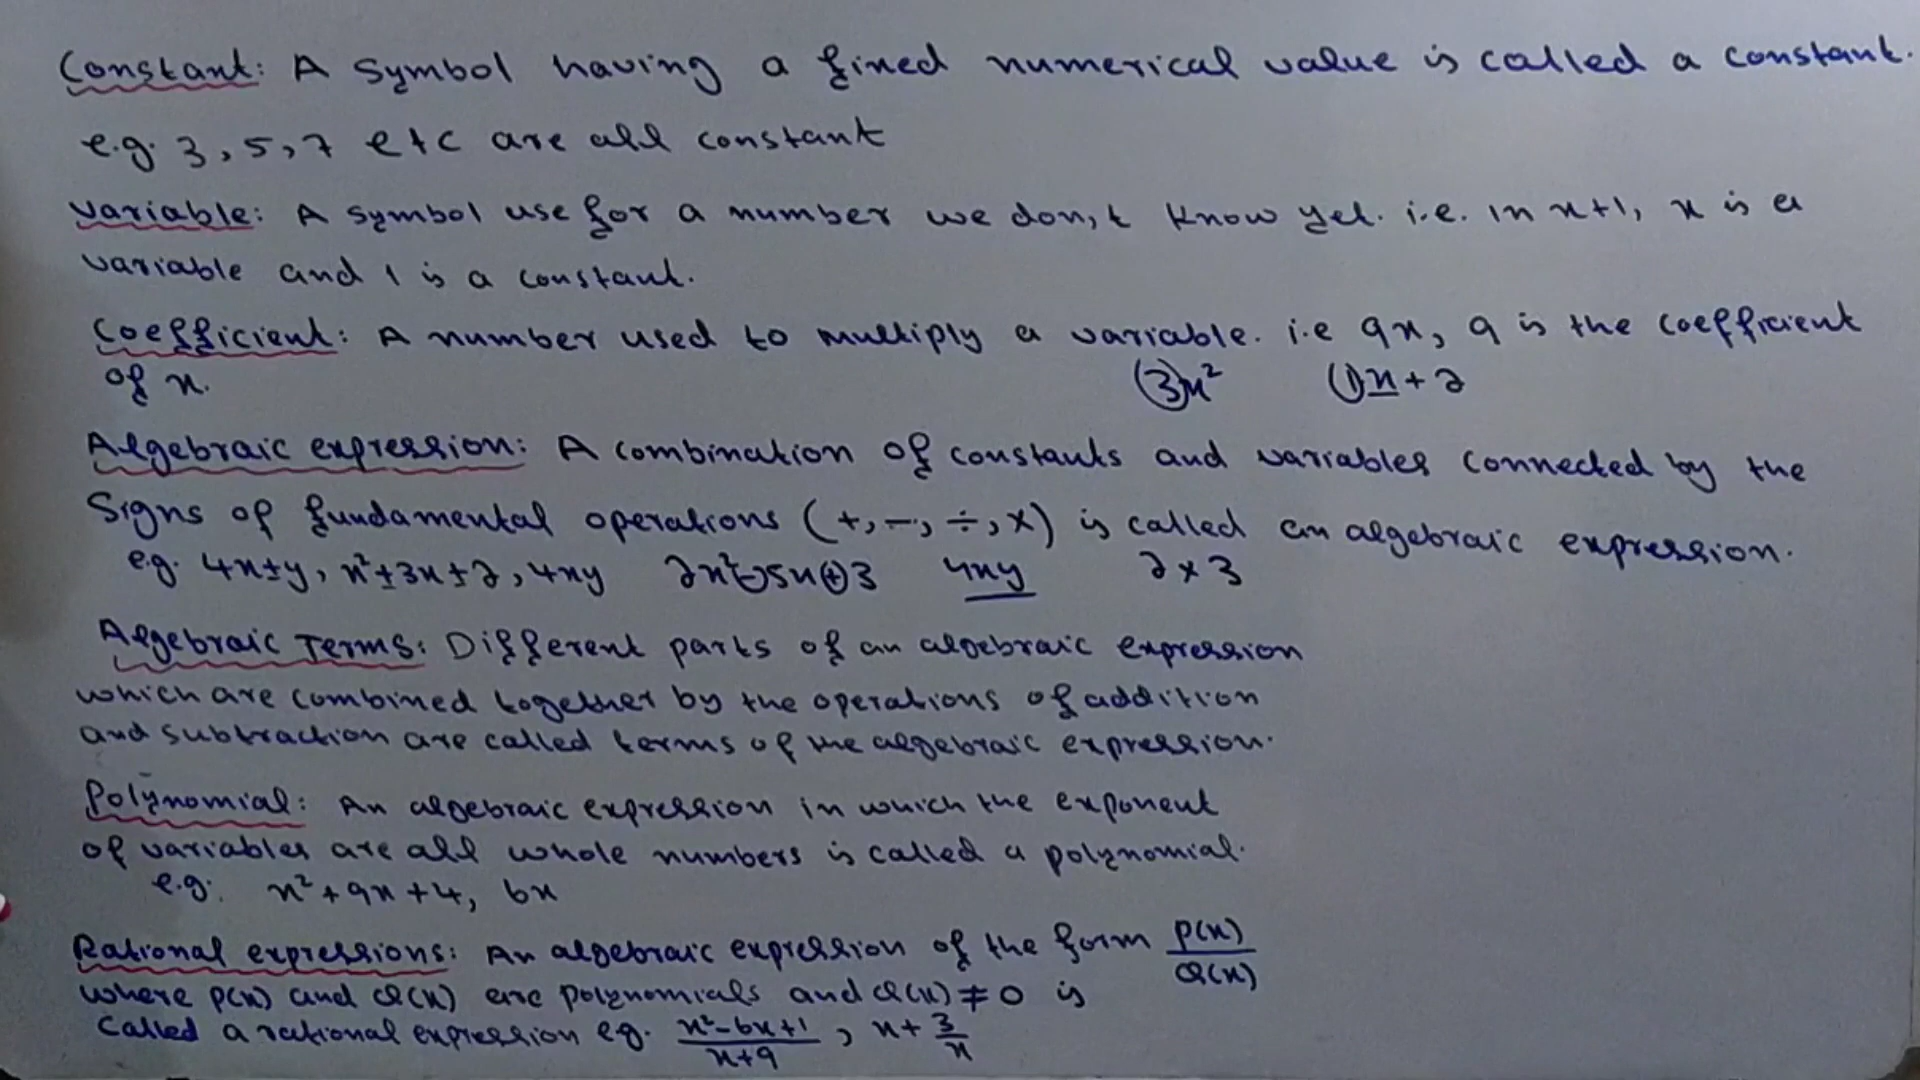 Constant: A symbol having a fixed numerical value is called a constant.
e.g. 3, 5, 7 etc are all constant
Variable: A symbol use for a number we don,t know yet. i.e. in x+1, x is a
variable and 1 is a constant.
Coefficient: A number used to multiply a variable. i.e 9x, 9 is the coefficient
of x. (3)x² (1)x+2
Algebraic expression: A combination of constants and variables connected by the
signs of fundamental operations (+, -, ÷, ×) is called an algebraic expression.
e.g. 4x±y, x²±3x±2, 4xy 2x²-5x+3 4xy 2×3
Algebraic Terms: Different parts of an algebraic expression
which are combined together by the operations of addition
and subtraction are called terms of the algebraic expression.
Polynomial: An algebraic expression in which the exponent
of variables are all whole numbers is called a polynomial.
e.g. x²+9x+4, 6x
Rational expressions: An algebraic expression of the form P(x)/Q(x)
where P(x) and Q(x) are polynomials and Q(x) ≠ 0 is
called a rational expression e.g. x²-6x+1/x+9, x+3/x